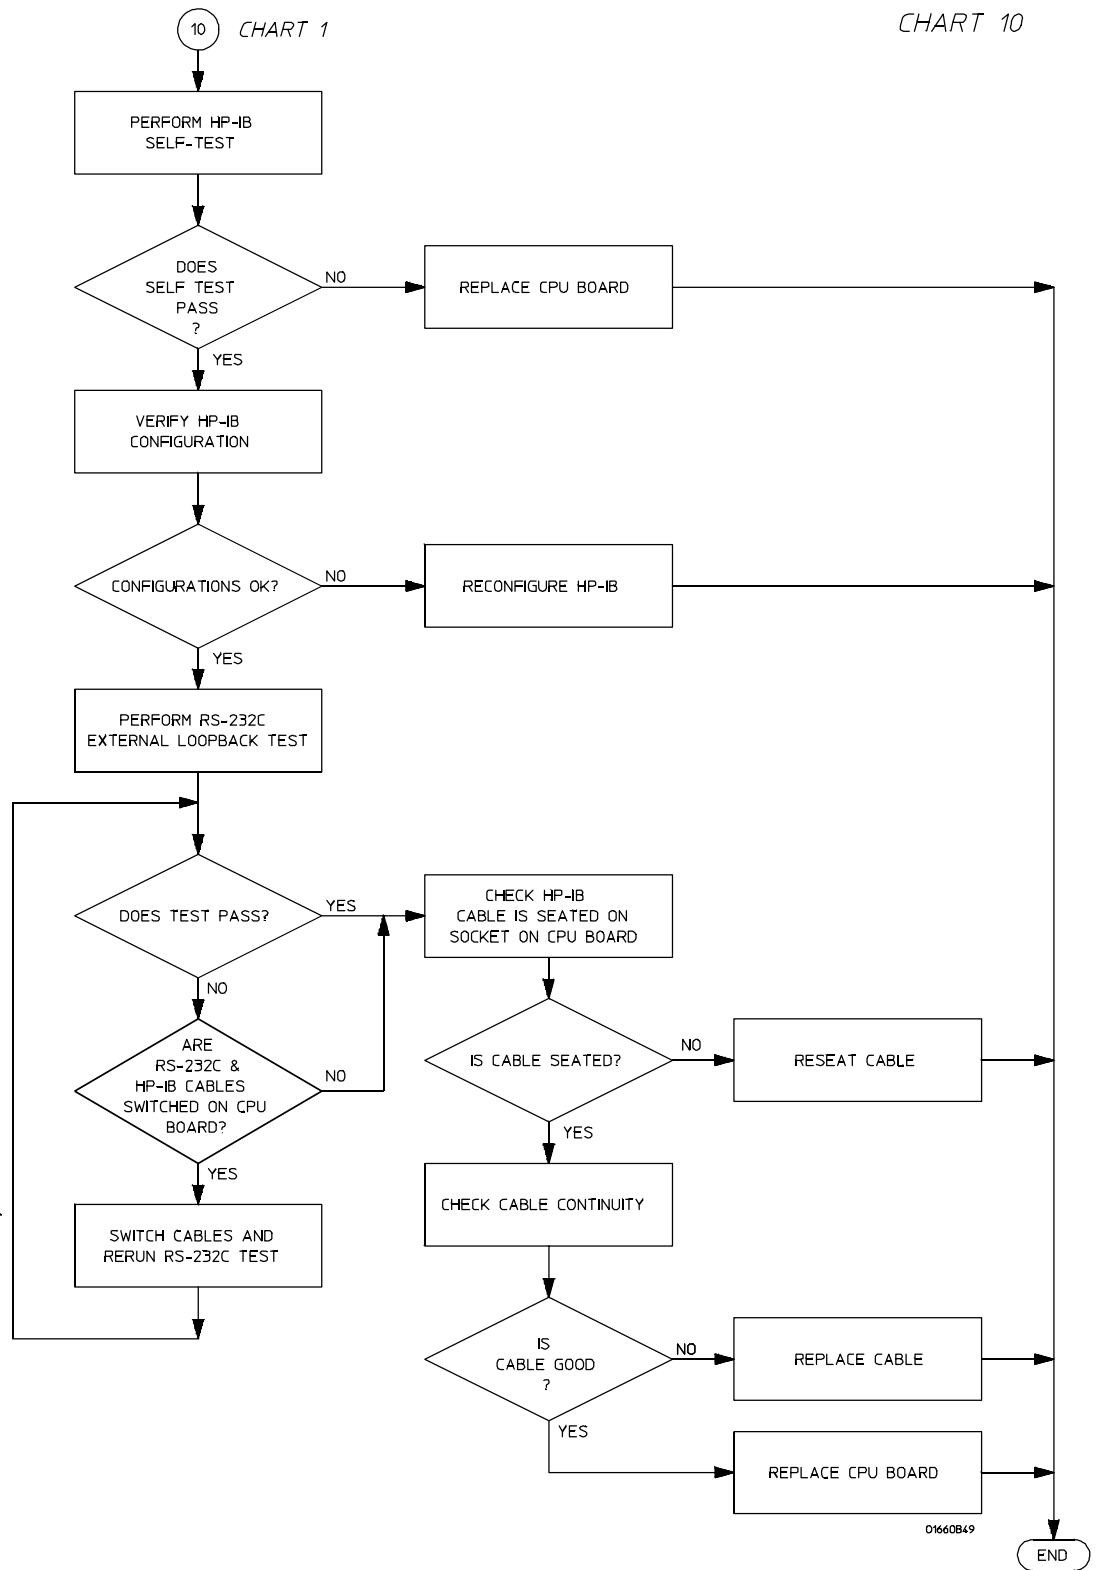 10 CHART 1
CHART 10
PERFORM HP-IB
SELF-TEST
DOES
SELF TEST
PASS
?
NO
REPLACE CPU BOARD
YES
VERIFY HP-IB
CONFIGURATION
CONFIGURATIONS OK?
NO
RECONFIGURE HP-IB
YES
PERFORM RS-232C
EXTERNAL LOOPBACK TEST
DOES TEST PASS?
YES
CHECK HP-IB
CABLE IS SEATED ON
SOCKET ON CPU BOARD
NO
ARE
RS-232C &
HP-IB CABLES
SWITCHED ON CPU
BOARD?
NO
IS CABLE SEATED?
NO
RESEAT CABLE
YES
YES
SWITCH CABLES AND
RERUN RS-232C TEST
CHECK CABLE CONTINUITY
IS
CABLE GOOD
?
NO
REPLACE CABLE
YES
REPLACE CPU BOARD
01660B49
END